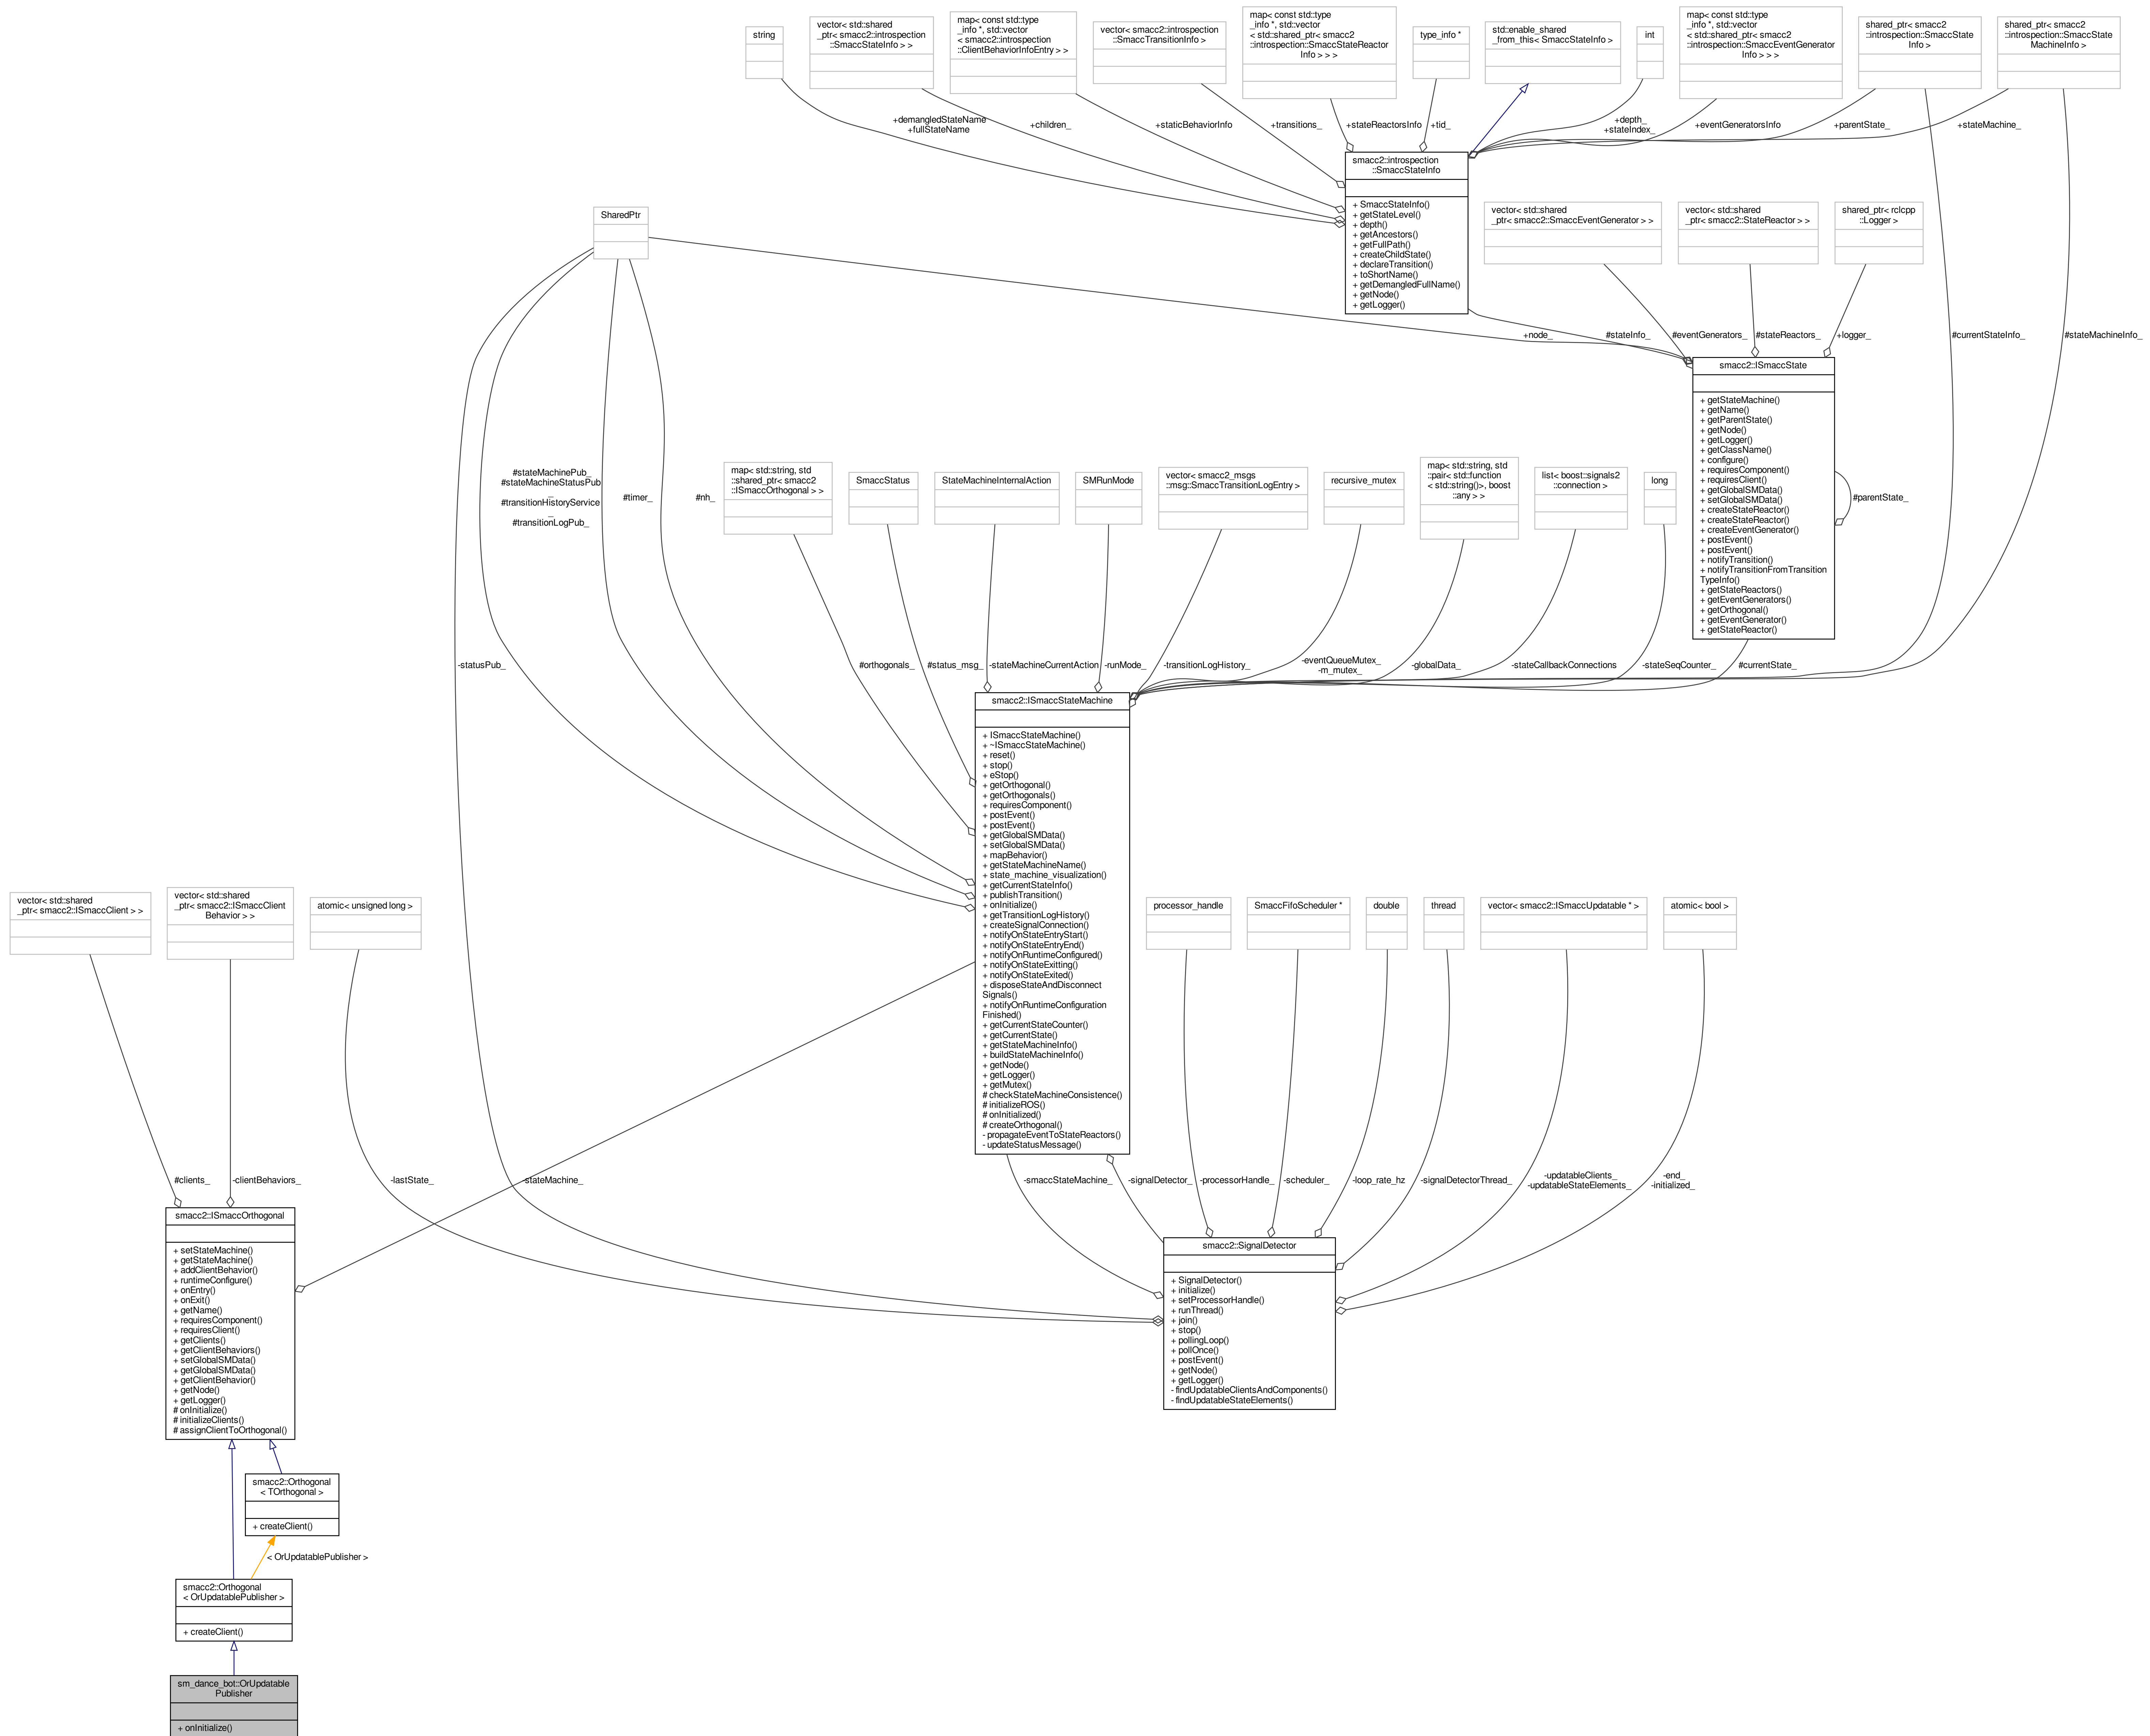 string
vector< std::shared
_ptr< smacc2::introspection
::SmaccStateInfo > >
map< const std::type
_info *, std::vector
< smacc2::introspection
::ClientBehaviorInfoEntry > >
vector< smacc2::introspection
::SmaccTransitionInfo >
map< const std::type
_info *, std::vector
< std::shared_ptr< smacc2
::introspection::SmaccStateReactor
Info > > >
type_info *
std::enable_shared
_from_this< SmaccStateInfo >
int
map< const std::type
_info *, std::vector
< std::shared_ptr< smacc2
::introspection::SmaccEventGenerator
Info > > >
shared_ptr< smacc2
::introspection::SmaccState
Info >
shared_ptr< smacc2
::introspection::SmaccState
MachineInfo >
+demangledStateName
+fullStateName
+children_
+staticBehaviorInfo
+transitions_
+stateReactorsInfo
+tid_
+depth_
+stateIndex_
+eventGeneratorsInfo
+parentState_
+stateMachine_
smacc2::introspection
::SmaccStateInfo
+ SmaccStateInfo()
+ getStateLevel()
+ depth()
+ getAncestors()
+ getFullPath()
+ createChildState()
+ declareTransition()
+ toShortName()
+ getDemangledFullName()
+ getNode()
+ getLogger()
SharedPtr
vector< std::shared
_ptr< smacc2::SmaccEventGenerator > >
vector< std::shared
_ptr< smacc2::StateReactor > >
shared_ptr< rclcpp
::Logger >
+node_
#stateInfo_
#eventGenerators_
#stateReactors_
+logger_
#currentStateInfo_
#stateMachineInfo_
smacc2::ISmaccState
+ getStateMachine()
+ getName()
+ getParentState()
+ getNode()
+ getLogger()
+ getClassName()
+ configure()
+ requiresComponent()
+ requiresClient()
+ getGlobalSMData()
+ setGlobalSMData()
+ createStateReactor()
+ createStateReactor()
+ createEventGenerator()
+ postEvent()
+ postEvent()
+ notifyTransition()
+ notifyTransitionFromTransition
TypeInfo()
+ getStateReactors()
+ getEventGenerators()
+ getOrthogonal()
+ getEventGenerator()
+ getStateReactor()
#parentState_
#stateMachinePub_
#stateMachineStatusPub
_
#transitionHistoryService
_
#transitionLogPub_
#timer_
#nh_
map< std::string, std
::shared_ptr< smacc2
::ISmaccOrthogonal > >
SmaccStatus
StateMachineInternalAction
SMRunMode
vector< smacc2_msgs
::msg::SmaccTransitionLogEntry >
recursive_mutex
map< std::string, std
::pair< std::function
< std::string()>, boost
::any > >
list< boost::signals2
::connection >
long
-statusPub_
#orthogonals_
#status_msg_
-stateMachineCurrentAction
-runMode_
-transitionLogHistory_
-eventQueueMutex_
-m_mutex_
-globalData_
-stateCallbackConnections
-stateSeqCounter_
#currentState_
smacc2::ISmaccStateMachine
+ ISmaccStateMachine()
+ ~ISmaccStateMachine()
+ reset()
+ stop()
+ eStop()
+ getOrthogonal()
+ getOrthogonals()
+ requiresComponent()
+ postEvent()
+ postEvent()
+ getGlobalSMData()
+ setGlobalSMData()
+ mapBehavior()
+ getStateMachineName()
+ state_machine_visualization()
+ getCurrentStateInfo()
+ publishTransition()
+ onInitialize()
+ getTransitionLogHistory()
+ createSignalConnection()
+ notifyOnStateEntryStart()
+ notifyOnStateEntryEnd()
+ notifyOnRuntimeConfigured()
+ notifyOnStateExitting()
+ notifyOnStateExited()
+ disposeStateAndDisconnect
Signals()
+ notifyOnRuntimeConfiguration
Finished()
+ getCurrentStateCounter()
+ getCurrentState()
+ getStateMachineInfo()
+ buildStateMachineInfo()
+ getNode()
+ getLogger()
+ getMutex()
# checkStateMachineConsistence()
# initializeROS()
# onInitialized()
# createOrthogonal()
- propagateEventToStateReactors()
- updateStatusMessage()
vector< std::shared
_ptr< smacc2::ISmaccClient > >
vector< std::shared
_ptr< smacc2::ISmaccClient
Behavior > >
atomic< unsigned long >
processor_handle
SmaccFifoScheduler *
double
thread
vector< smacc2::ISmaccUpdatable * >
atomic< bool >
#clients_
-clientBehaviors_
-lastState_
-stateMachine_
-smaccStateMachine_
-signalDetector_
-processorHandle_
-scheduler_
-loop_rate_hz
-signalDetectorThread_
-updatableClients_
-updatableStateElements_
-end_
-initialized_
smacc2::ISmaccOrthogonal
+ setStateMachine()
+ getStateMachine()
+ addClientBehavior()
+ runtimeConfigure()
+ onEntry()
+ onExit()
+ getName()
+ requiresComponent()
+ requiresClient()
+ getClients()
+ getClientBehaviors()
+ setGlobalSMData()
+ getGlobalSMData()
+ getClientBehavior()
+ getNode()
+ getLogger()
# onInitialize()
# initializeClients()
# assignClientToOrthogonal()
smacc2::SignalDetector
+ SignalDetector()
+ initialize()
+ setProcessorHandle()
+ runThread()
+ join()
+ stop()
+ pollingLoop()
+ pollOnce()
+ postEvent()
+ getNode()
+ getLogger()
- findUpdatableClientsAndComponents()
- findUpdatableStateElements()
smacc2::Orthogonal
< TOrthogonal >
+ createClient()
< OrUpdatablePublisher >
smacc2::Orthogonal
< OrUpdatablePublisher >
+ createClient()
sm_dance_bot::OrUpdatable
Publisher
+ onInitialize()